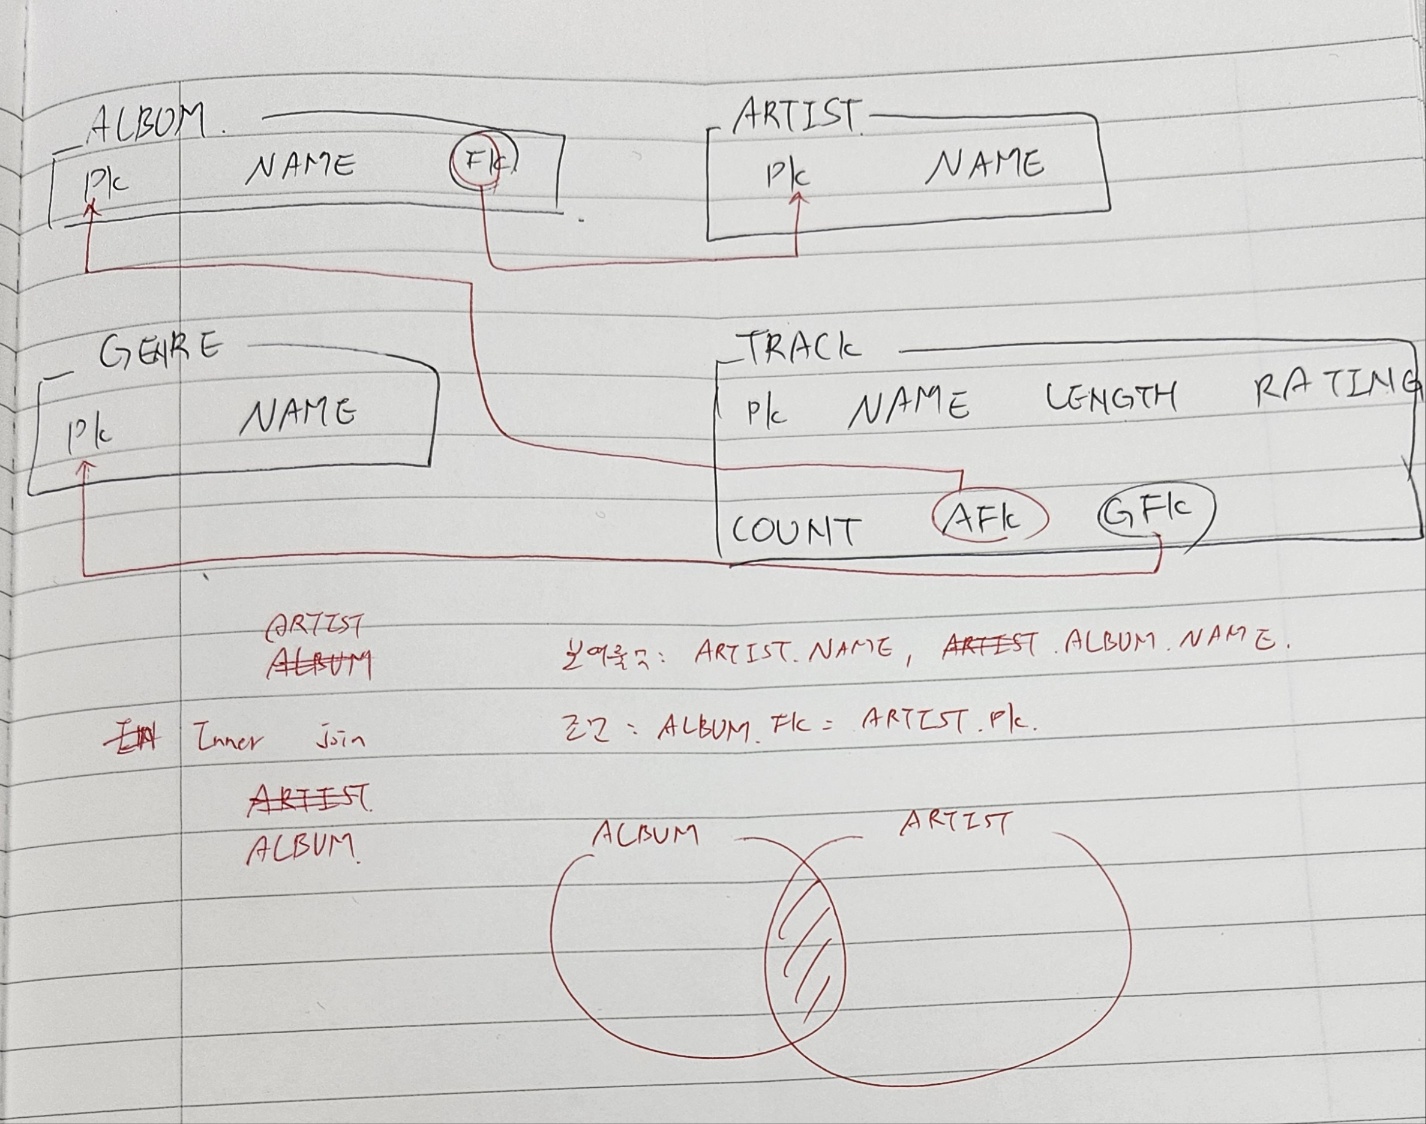 ALBUM.
PK NAME FK
ARTIST
PK NAME
GENRE
PK NAME
TRACK
PK NAME LENGTH RATING
COUNT AFK GFK
ARTIST
ALBUM
보여줄것: ARTIST.NAME, ARTIST.ALBUM.NAME.
Inner join
조건: ALBUM.FK = ARTIST.PK.
ARTIST.
ALBUM.
ALBUM ARTIST